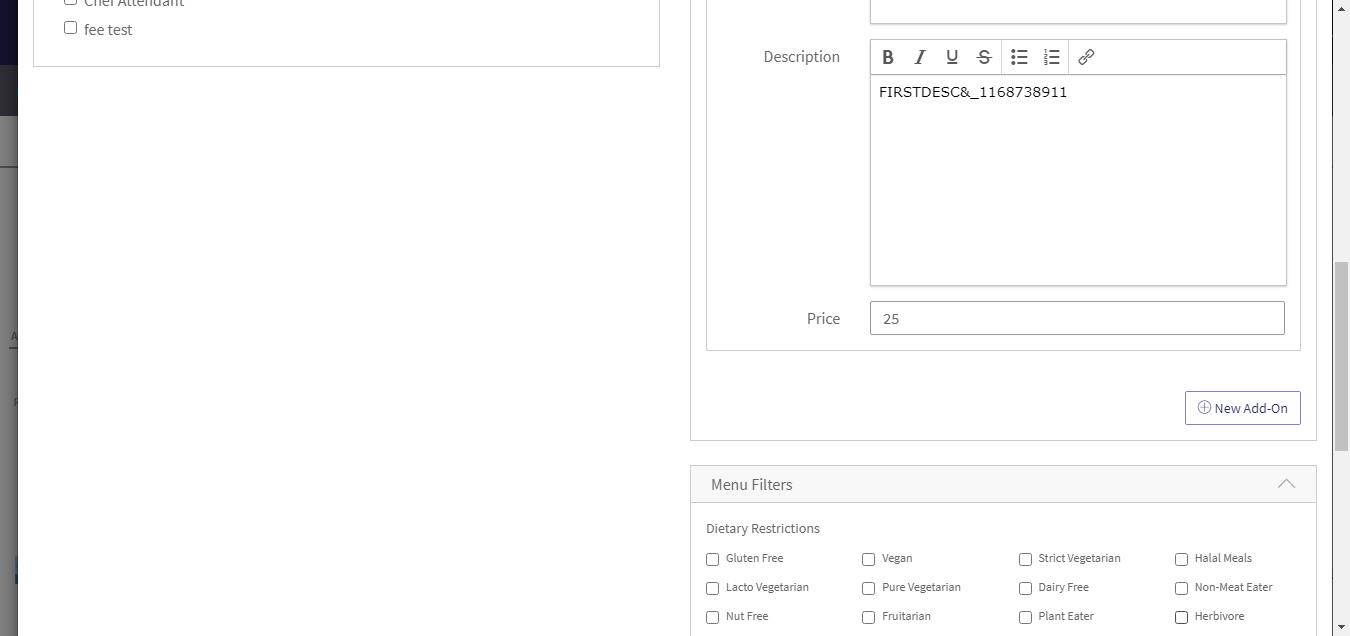 Chef Attendant
fee test
Description
B I U S
FIRSTDESC&_1168738911
Price
25
New Add-On
Menu Filters
Dietary Restrictions
Gluten Free Vegan Strict Vegetarian Halal Meals
Lacto Vegetarian Pure Vegetarian Dairy Free Non-Meat Eater
Nut Free Fruitarian Plant Eater Herbivore